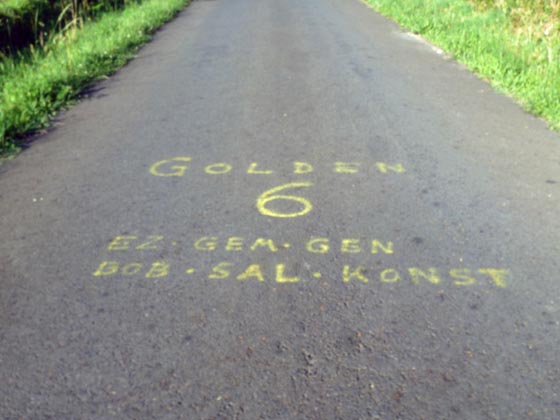 GOLDEN
6
EZ · GEM · GEN
BOB · SAL · KONST